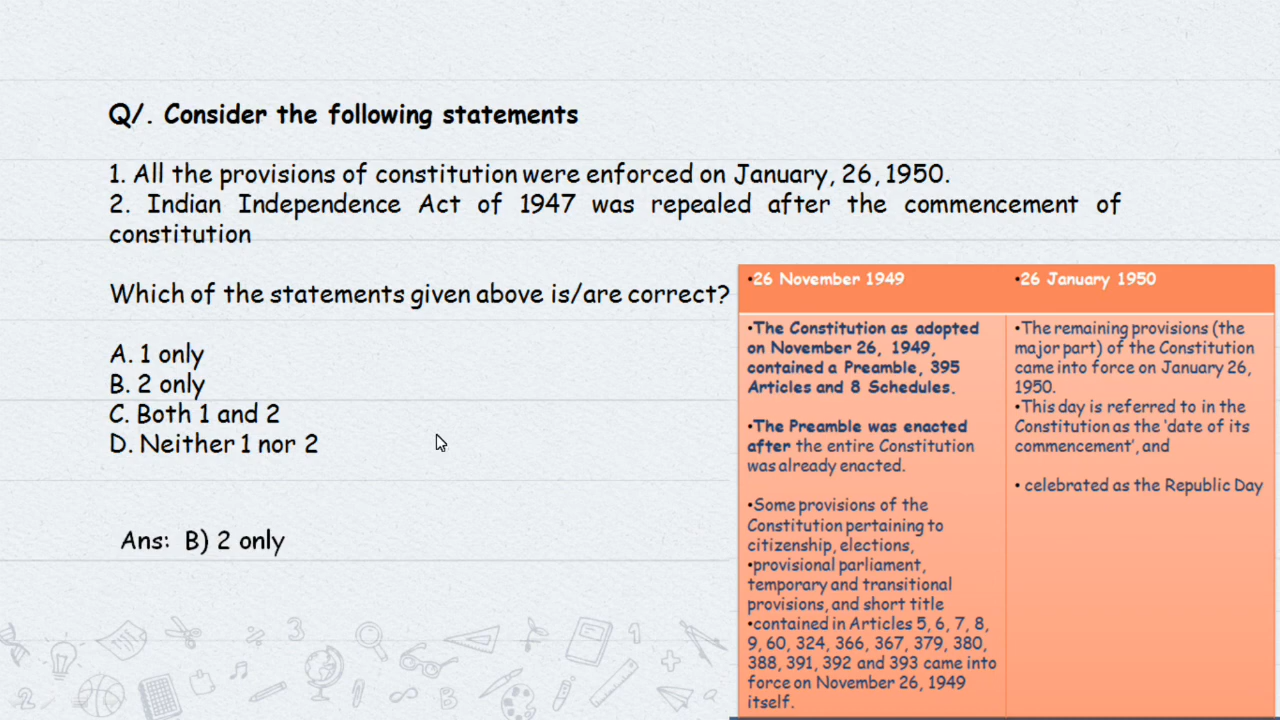 Q/. Consider the following statements
1. All the provisions of constitution were enforced on January, 26, 1950.
2. Indian Independence Act of 1947 was repealed after the commencement of
constitution
Which of the statements given above is/are correct?
A. 1 only
B. 2 only
C. Both 1 and 2
D. Neither 1 nor 2
Ans: B) 2 only
•26 November 1949
•The Constitution as adopted
on November 26, 1949,
contained a Preamble, 395
Articles and 8 Schedules.
•The Preamble was enacted
after the entire Constitution
was already enacted.
•Some provisions of the
Constitution pertaining to
citizenship, elections,
•provisional parliament,
temporary and transitional
provisions, and short title
•contained in Articles 5, 6, 7, 8,
9, 60, 324, 366, 367, 379, 380,
388, 391, 392 and 393 came into
force on November 26, 1949
itself.
•26 January 1950
•The remaining provisions (the
major part) of the Constitution
came into force on January 26,
1950.
•This day is referred to in the
Constitution as the ‘date of its
commencement’, and
• celebrated as the Republic Day